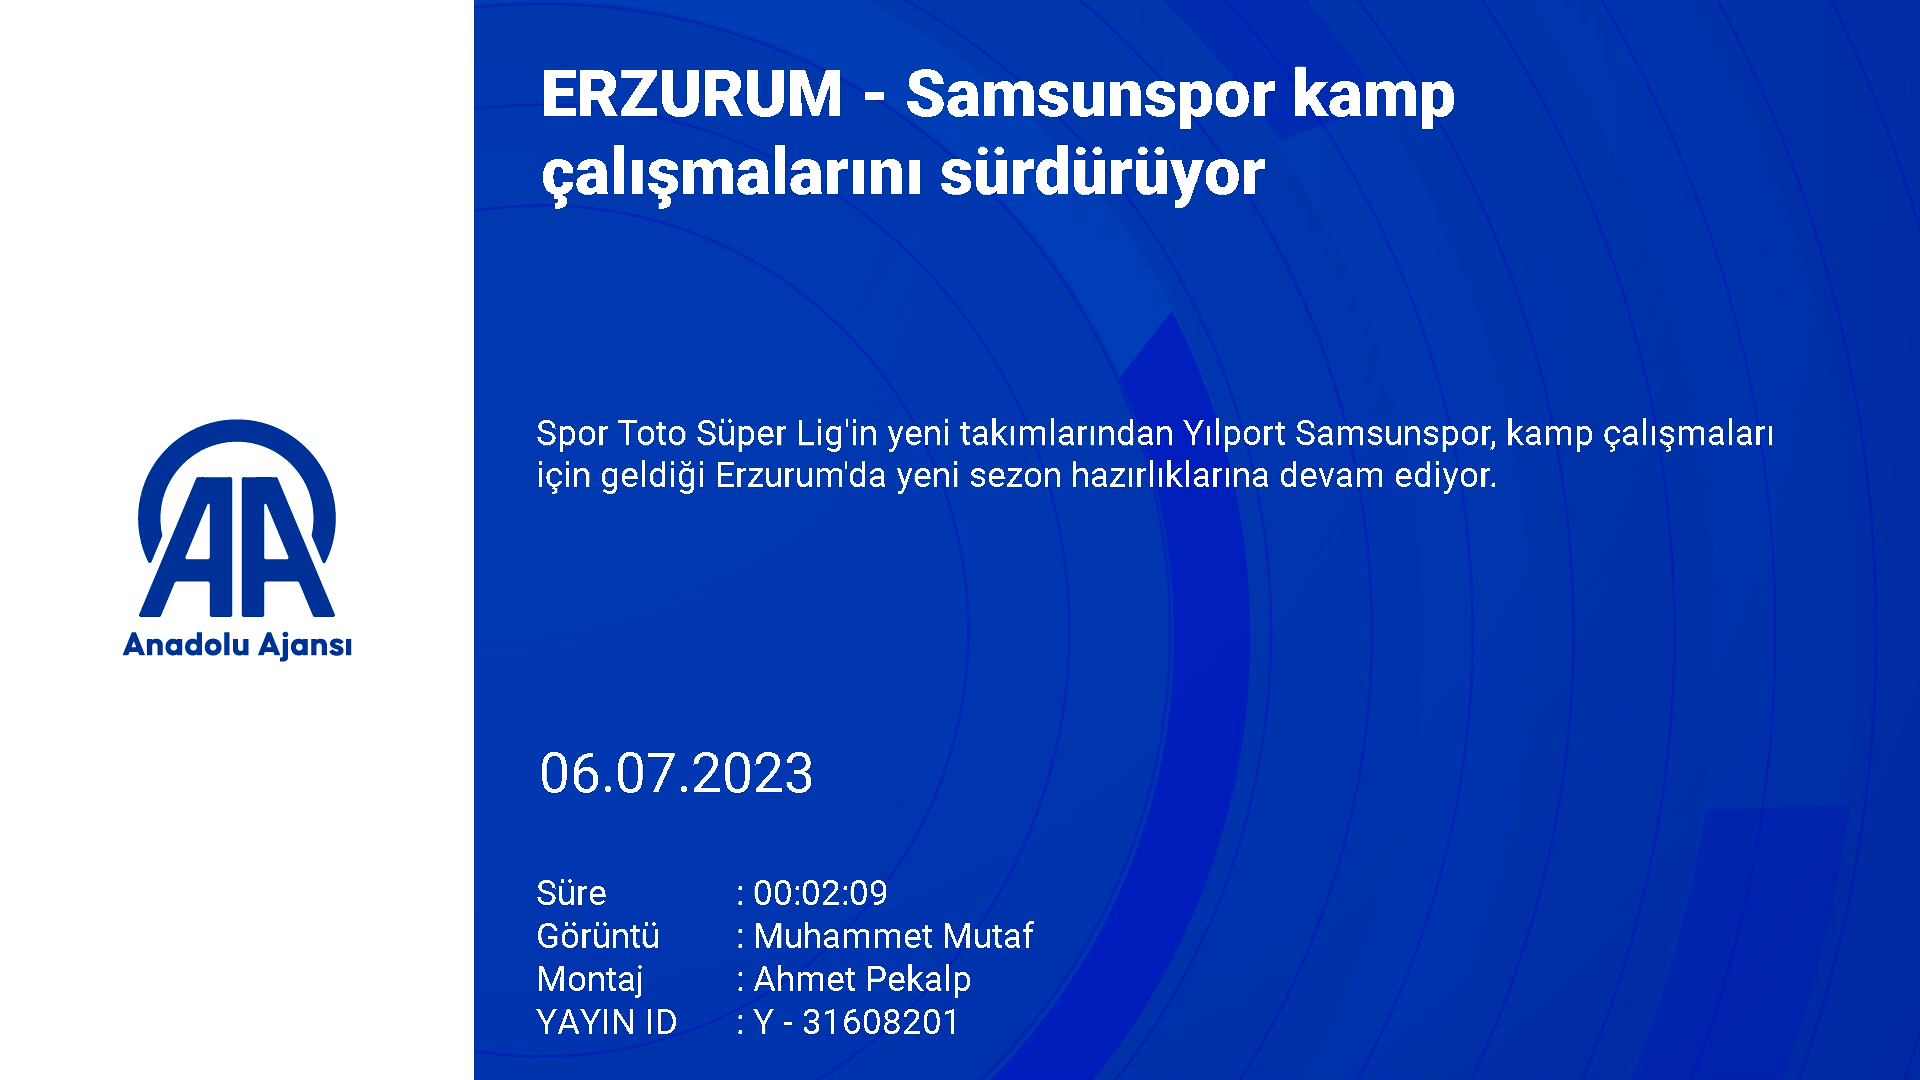 ERZURUM - Samsunspor kamp
çalışmalarını sürdürüyor
Spor Toto Süper Lig'in yeni takımlarından Yılport Samsunspor, kamp çalışmaları
için geldiği Erzurum'da yeni sezon hazırlıklarına devam ediyor.
AA
Anadolu Ajansı
06.07.2023
Süre : 00:02:09
Görüntü : Muhammet Mutaf
Montaj : Ahmet Pekalp
YAYIN ID : Y - 31608201